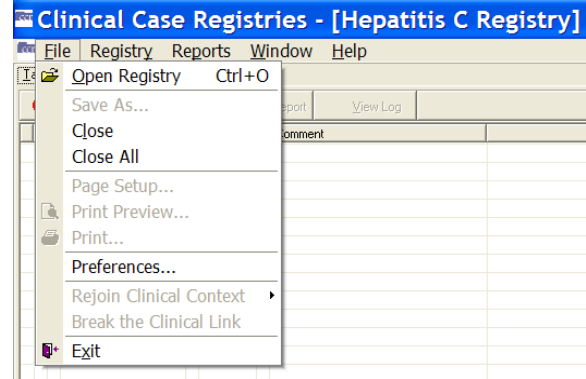 Clinical Case Registries - [Hepatitis C Registry]
File Registry Reports Window Help
Open Registry Ctrl+O
Save As...
View Log
Close
Comment
Close All
Page Setup...
Print Preview...
Print...
Preferences...
Rejoin Clinical Context
Break the Clinical Link
Exit